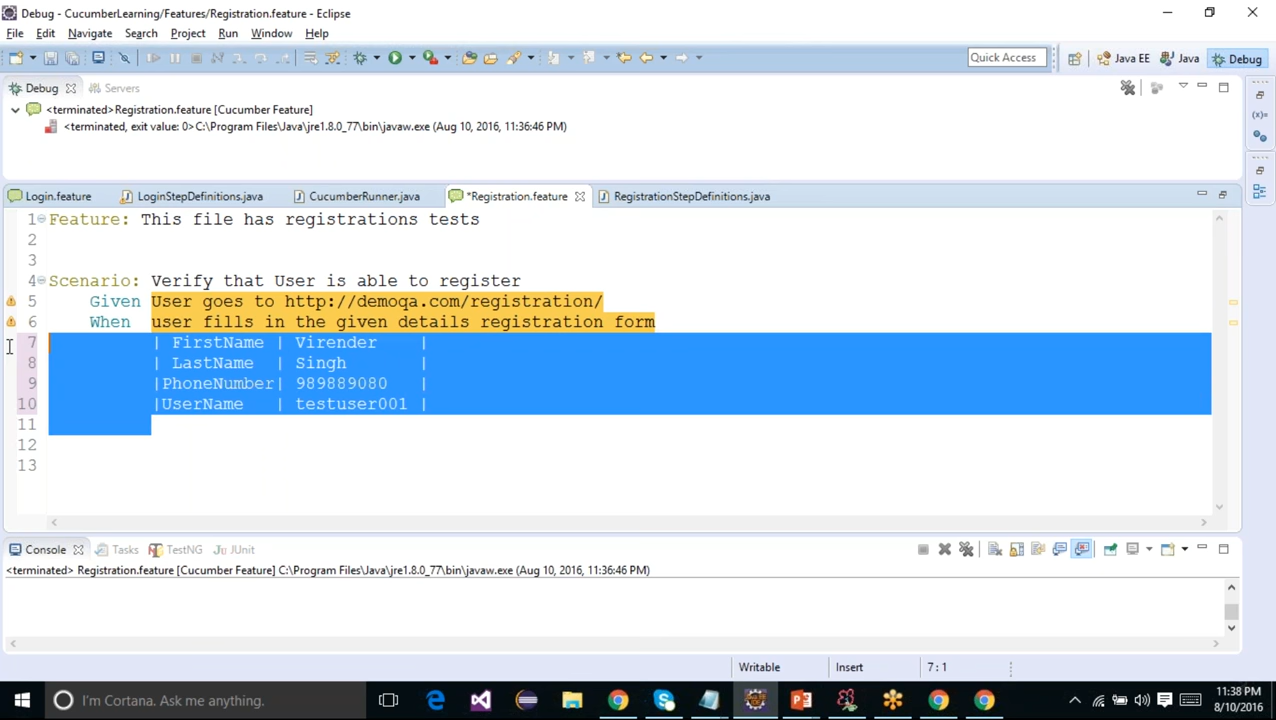 Debug - CucumberLearning/Features/Registration.feature - Eclipse
File Edit Navigate Search Project Run Window Help
Quick Access Java EE Java Debug
Debug Servers
<terminated>Registration.feature [Cucumber Feature]
<terminated, exit value: 0>C:\Program Files\Java\jre1.8.0_77\bin\javaw.exe (Aug 10, 2016, 11:36:46 PM)
(x)=
Login.feature LoginStepDefinitions.java CucumberRunner.java *Registration.feature RegistrationStepDefinitions.java
1 Feature: This file has registrations tests
2
3
4 Scenario: Verify that User is able to register
5 Given User goes to http://demoqa.com/registration/
6 When user fills in the given details registration form
7 | FirstName | Virender |
8 | LastName | Singh |
9 |PhoneNumber| 989889080 |
10 |UserName | testuser001 |
11
12
13
Console Tasks TestNG JUnit
<terminated> Registration.feature [Cucumber Feature] C:\Program Files\Java\jre1.8.0_77\bin\javaw.exe (Aug 10, 2016, 11:36:46 PM)
Writable Insert 7 : 1
I'm Cortana. Ask me anything.
11:38 PM
8/10/2016